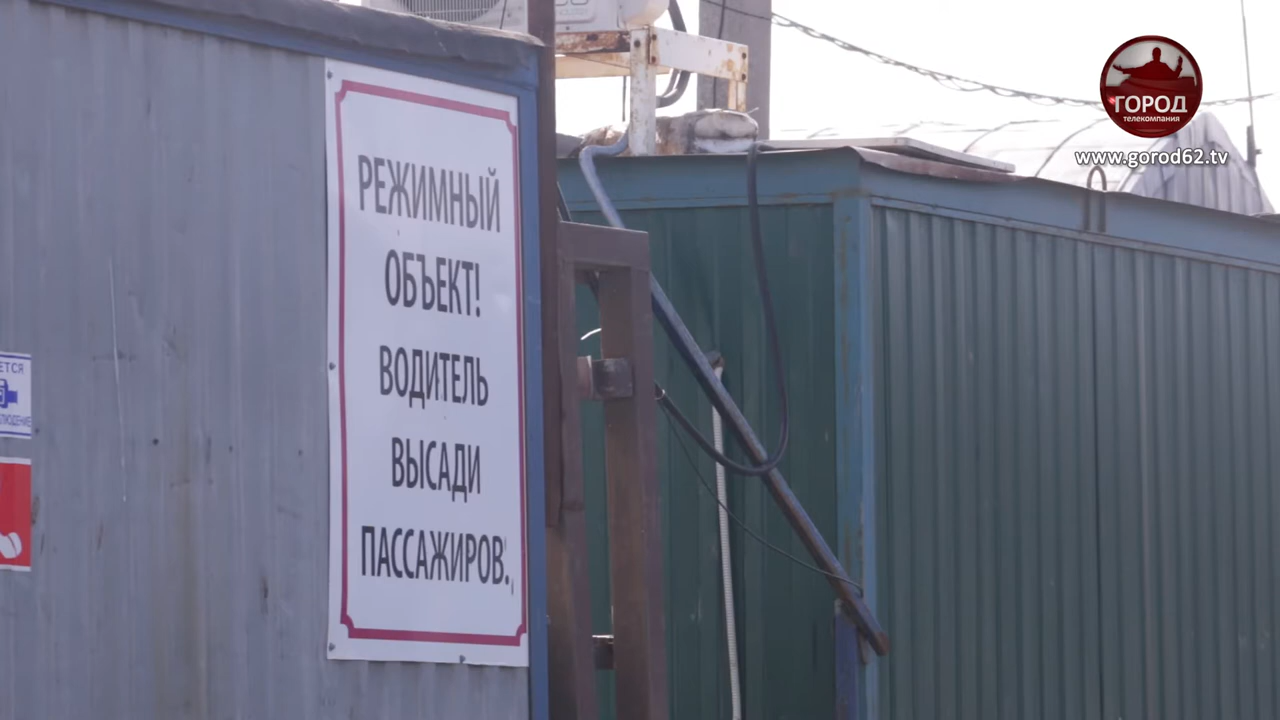 ГОРОД
телекомпания
www.gorod62.tv
РЕЖИМНЫЙ
ОБЪЕКТ!
ВОДИТЕЛЬ
ВЫСАДИ
ПАССАЖИРОВ.